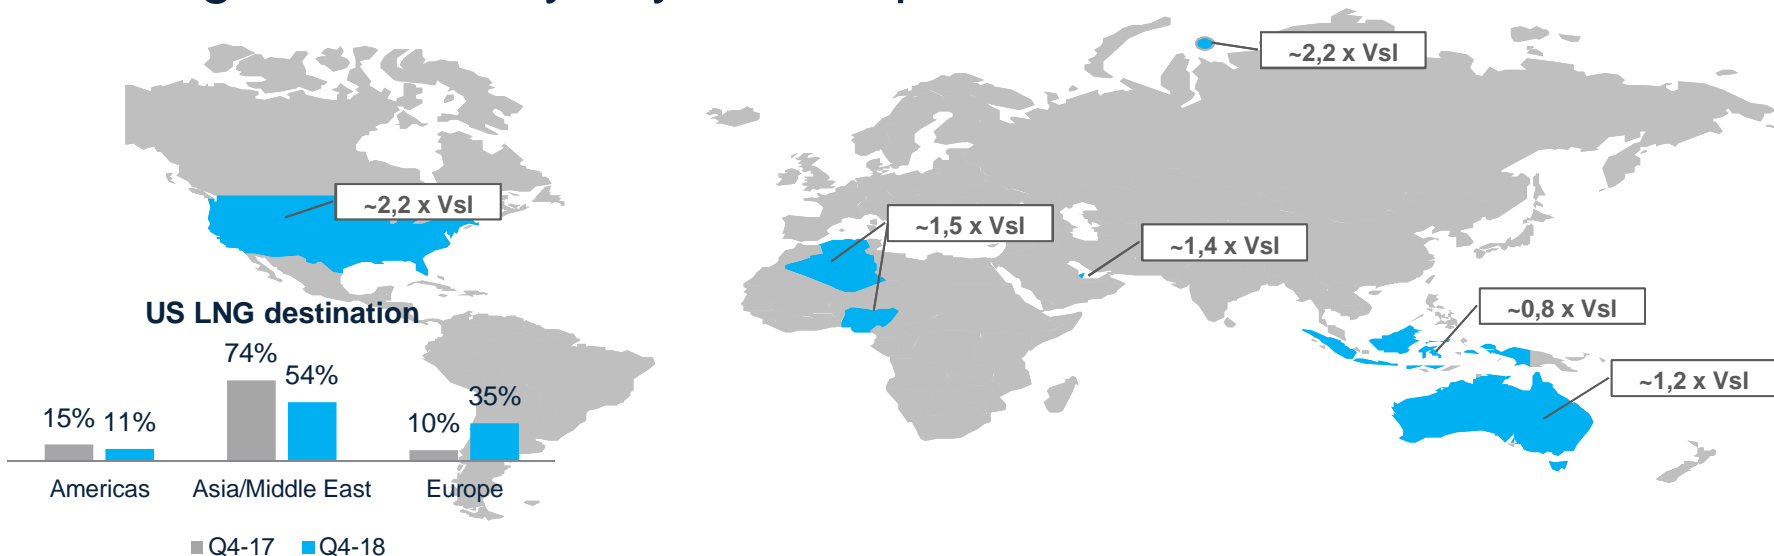 ~2,2 x Vsl
~2,2 x Vsl
~1,5 x Vsl
~1,4 x Vsl
~0,8 x Vsl
~1,2 x Vsl
US LNG destination
74%
54%
15% 11%
10%
35%
Americas
Asia/Middle East
Europe
Q4-17
Q4-18